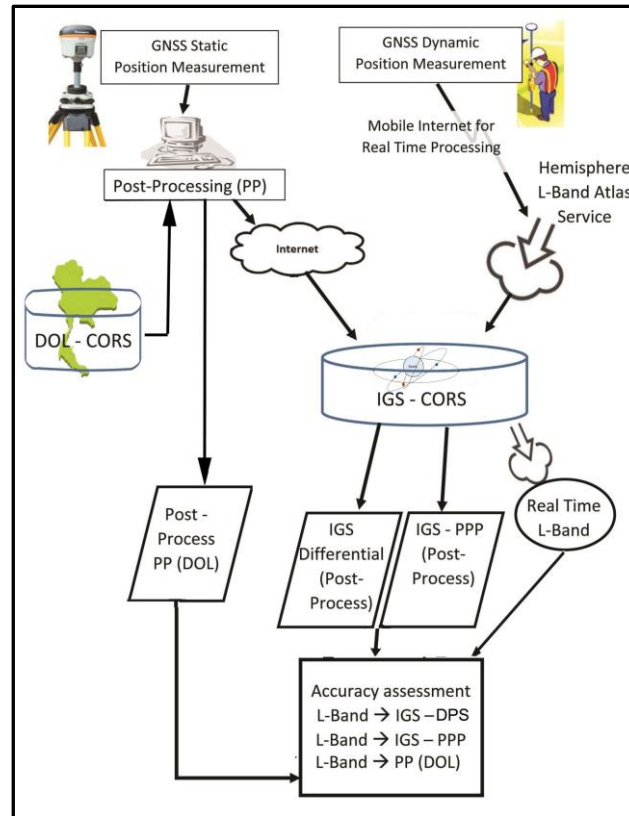 GNSS Static
Position Measurement
GNSS Dynamic
Position Measurement
Mobile Internet for
Real Time Processing
Hemisphere
L-Band Atlas
Service
Post-Processing (PP)
Internet
DOL - CORS
IGS - CORS
Post -
Process
PP (DOL)
IGS
Differential
(Post-
Process)
IGS - PPP
(Post-
Process)
Real Time
L-Band
Accuracy assessment
L-Band → IGS – DPS
L-Band → IGS – PPP
L-Band → PP (DOL)